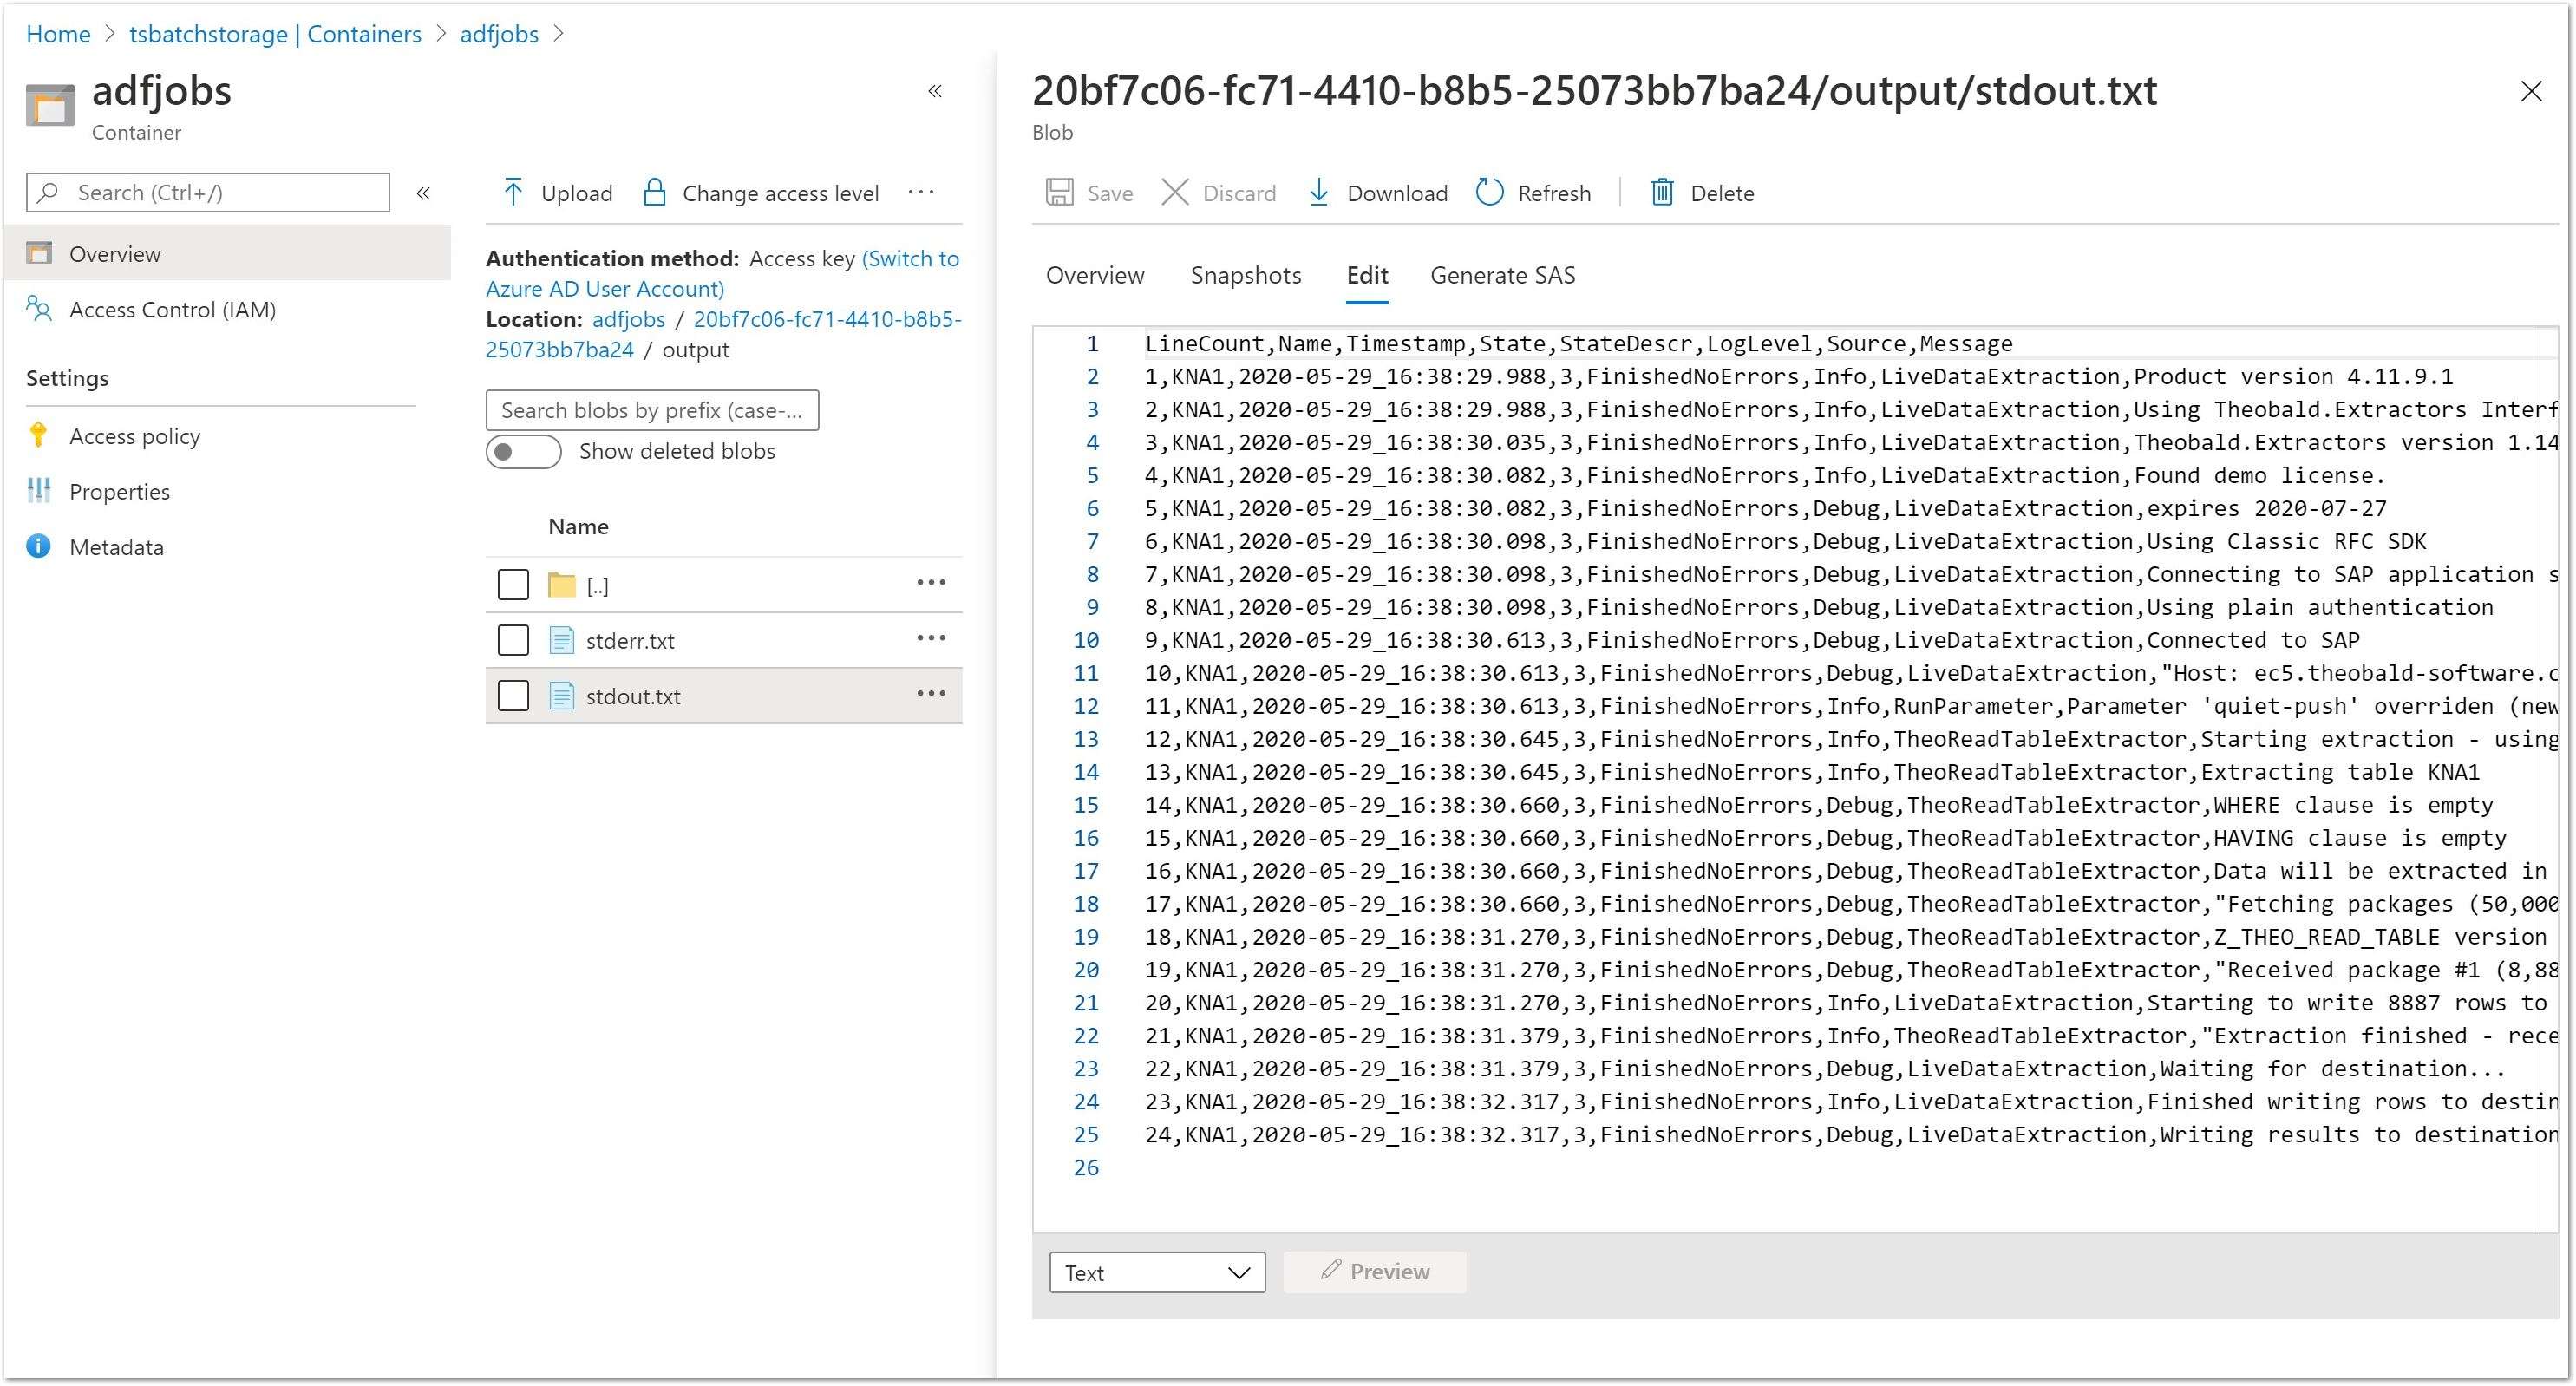 Home > tsbatchstorage | Containers > adfjobs >
adfjobs
Container
Search (Ctrl+/)
Overview
Access Control (IAM)
Settings
Access policy
Properties
Metadata
Upload
Change access level
Authentication method: Access key (Switch to
Azure AD User Account)
Location: adfjobs / 20bf7c06-fc71-4410-b8b5-
25073bb7ba24 / output
Search blobs by prefix (case-...
Show deleted blobs
Name
[..]
stderr.txt
stdout.txt
20bf7c06-fc71-4410-b8b5-25073bb7ba24/output/stdout.txt
Blob
Save Discard Download Refresh Delete
Overview Snapshots Edit Generate SAS
1 LineCount,Name,Timestamp,State,StateDescr,LogLevel,Source,Message
2 1,KNA1,2020-05-29_16:38:29.988,3,FinishedNoErrors,Info,LiveDataExtraction,Product version 4.11.9.1
3 2,KNA1,2020-05-29_16:38:29.988,3,FinishedNoErrors,Info,LiveDataExtraction,Using Theobald.Extractors Interf
4 3,KNA1,2020-05-29_16:38:30.035,3,FinishedNoErrors,Info,LiveDataExtraction,Theobald.Extractors version 1.14
5 4,KNA1,2020-05-29_16:38:30.082,3,FinishedNoErrors,Info,LiveDataExtraction,Found demo license.
6 5,KNA1,2020-05-29_16:38:30.082,3,FinishedNoErrors,Debug,LiveDataExtraction,expires 2020-07-27
7 6,KNA1,2020-05-29_16:38:30.098,3,FinishedNoErrors,Debug,LiveDataExtraction,Using Classic RFC SDK
8 7,KNA1,2020-05-29_16:38:30.098,3,FinishedNoErrors,Debug,LiveDataExtraction,Connecting to SAP application s
9 8,KNA1,2020-05-29_16:38:30.098,3,FinishedNoErrors,Debug,LiveDataExtraction,Using plain authentication
10 9,KNA1,2020-05-29_16:38:30.613,3,FinishedNoErrors,Debug,LiveDataExtraction,Connected to SAP
11 10,KNA1,2020-05-29_16:38:30.613,3,FinishedNoErrors,Debug,LiveDataExtraction,"Host: ec5.theobald-software.c
12 11,KNA1,2020-05-29_16:38:30.613,3,FinishedNoErrors,Info,RunParameter,Parameter 'quiet-push' overriden (new
13 12,KNA1,2020-05-29_16:38:30.645,3,FinishedNoErrors,Info,TheoReadTableExtractor,Starting extraction - using
14 13,KNA1,2020-05-29_16:38:30.645,3,FinishedNoErrors,Info,TheoReadTableExtractor,Extracting table KNA1
15 14,KNA1,2020-05-29_16:38:30.660,3,FinishedNoErrors,Debug,TheoReadTableExtractor,WHERE clause is empty
16 15,KNA1,2020-05-29_16:38:30.660,3,FinishedNoErrors,Debug,TheoReadTableExtractor,HAVING clause is empty
17 16,KNA1,2020-05-29_16:38:30.660,3,FinishedNoErrors,Debug,TheoReadTableExtractor,Data will be extracted in
18 17,KNA1,2020-05-29_16:38:30.660,3,FinishedNoErrors,Debug,TheoReadTableExtractor,"Fetching packages (50,000
19 18,KNA1,2020-05-29_16:38:31.270,3,FinishedNoErrors,Debug,TheoReadTableExtractor,Z_THEO_READ_TABLE version
20 19,KNA1,2020-05-29_16:38:31.270,3,FinishedNoErrors,Debug,TheoReadTableExtractor,"Received package #1 (8,88
21 20,KNA1,2020-05-29_16:38:31.270,3,FinishedNoErrors,Info,LiveDataExtraction,Starting to write 8887 rows to
22 21,KNA1,2020-05-29_16:38:31.379,3,FinishedNoErrors,Info,TheoReadTableExtractor,"Extraction finished - rece
23 22,KNA1,2020-05-29_16:38:31.379,3,FinishedNoErrors,Debug,LiveDataExtraction,Waiting for destination...
24 23,KNA1,2020-05-29_16:38:32.317,3,FinishedNoErrors,Info,LiveDataExtraction,Finished writing rows to destin
25 24,KNA1,2020-05-29_16:38:32.317,3,FinishedNoErrors,Debug,LiveDataExtraction,Writing results to destination
26
Text
Preview